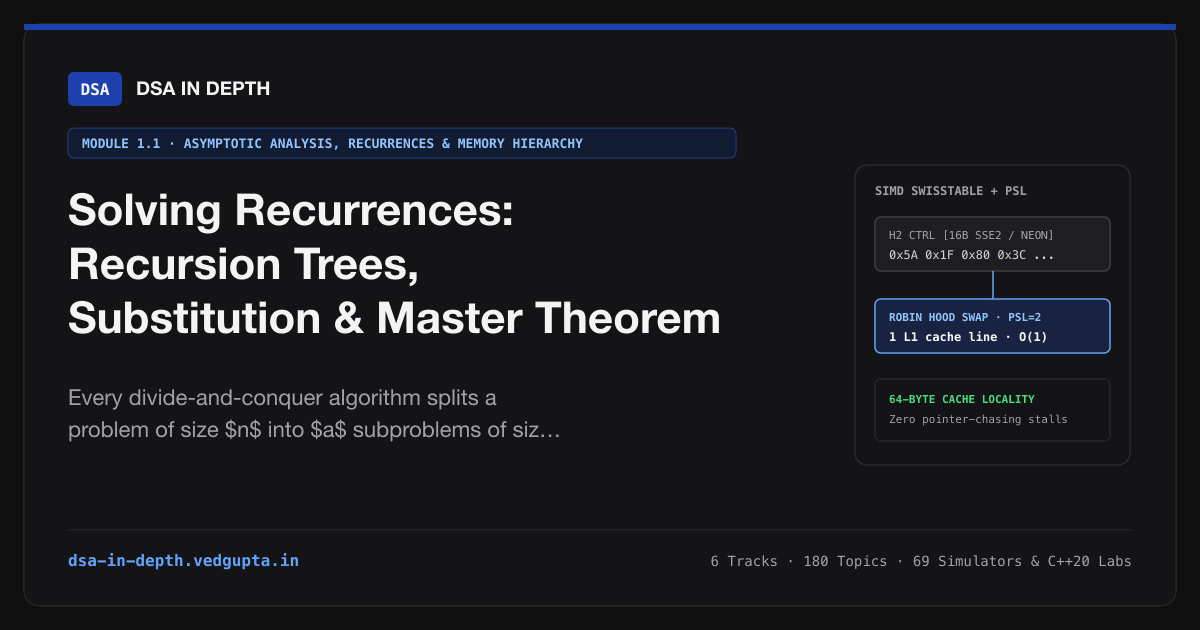 DSA
DSA IN DEPTH
MODULE 1.1 · ASYMPTOTIC ANALYSIS, RECURRENCES & MEMORY HIERARCHY
Solving Recurrences:
Recursion Trees,
Substitution & Master Theorem
Every divide-and-conquer algorithm splits a
problem of size $n$ into $a$ subproblems of siz…
SIMD SWISSTABLE + PSL
H2 CTRL [16B SSE2 / NEON]
0x5A 0x1F 0x80 0x3C ...
ROBIN HOOD SWAP · PSL=2
1 L1 cache line · O(1)
64-BYTE CACHE LOCALITY
Zero pointer-chasing stalls
dsa-in-depth.vedgupta.in
6 Tracks · 180 Topics · 69 Simulators & C++20 Labs